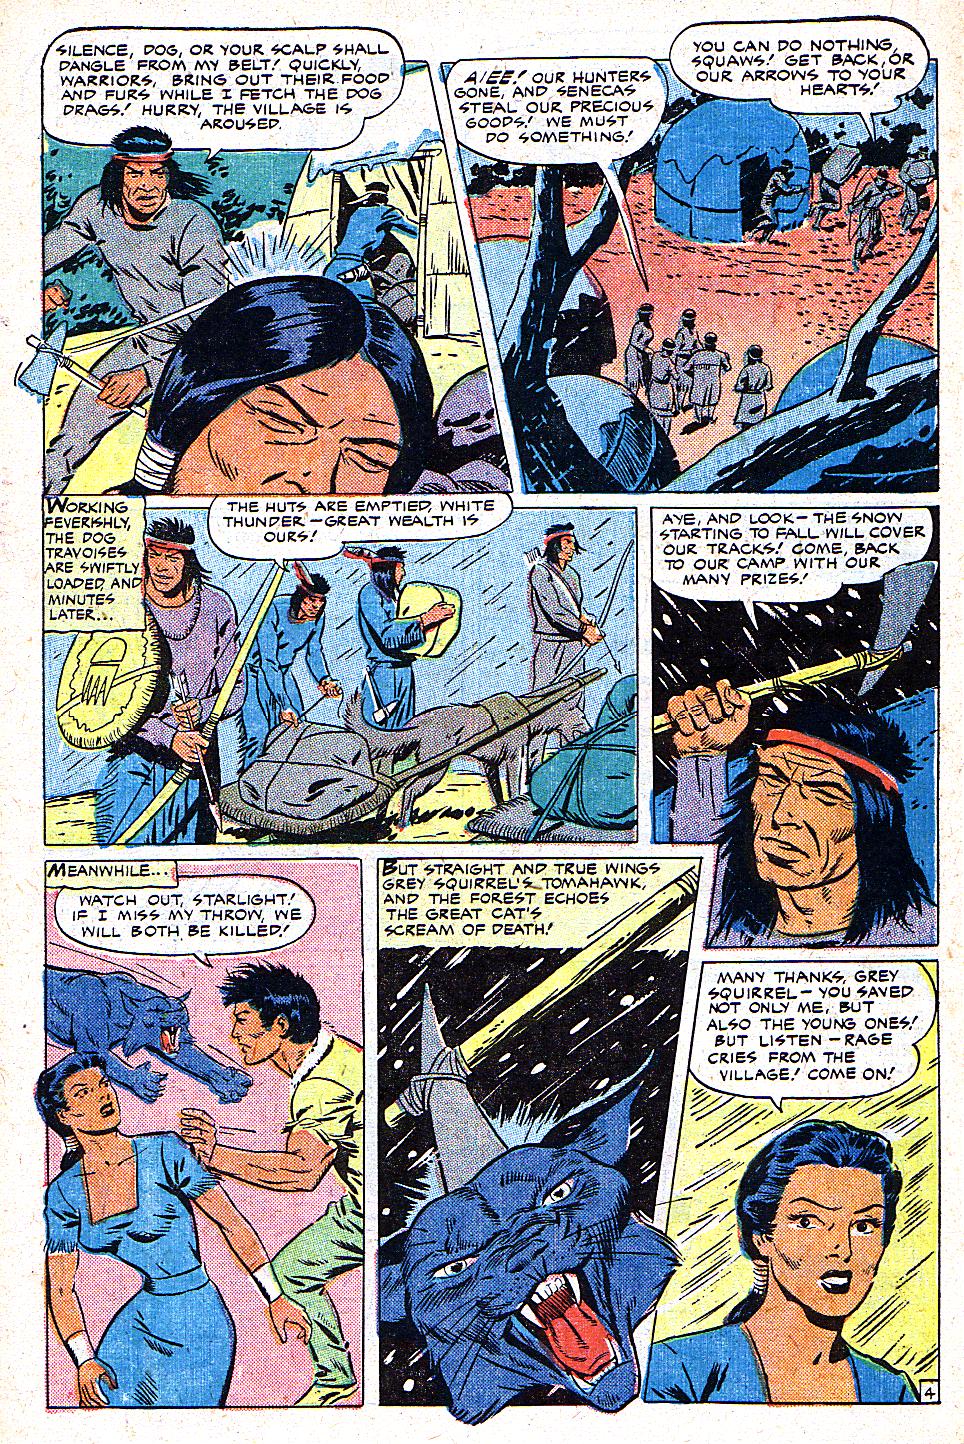 SILENCE, DOG, OR YOUR SCALP SHALL
DANGLE FROM MY BELT! QUICKLY,
WARRIORS, BRING OUT THEIR FOOD
AND FURS WHILE I FETCH THE DOG
DRAGS! HURRY, THE VILLAGE IS
AROUSED.
AIEE! OUR HUNTERS
GONE, AND SENECAS
STEAL OUR PRECIOUS
GOODS! WE MUST
DO SOMETHING!
YOU CAN DO NOTHING,
SQUAWS! GET BACK, OR
OUR ARROWS TO YOUR
HEARTS!
WORKING
FEVERISHLY,
THE DOG
TRAVOISES
ARE SWIFTLY
LOADED, AND
MINUTES
LATER...
THE HUTS ARE EMPTIED, WHITE
THUNDER - GREAT WEALTH IS
OURS!
AYE, AND LOOK - THE SNOW
STARTING TO FALL WILL COVER
OUR TRACKS! COME, BACK
TO OUR CAMP WITH OUR
MANY PRIZES!
MEANWHILE...
WATCH OUT, STARLIGHT!
IF I MISS MY THROW, WE
WILL BOTH BE KILLED!
BUT STRAIGHT AND TRUE WINGS
GREY SQUIRREL'S TOMAHAWK,
AND THE FOREST ECHOES
THE GREAT CAT'S
SCREAM OF DEATH!
MANY THANKS, GREY
SQUIRREL - YOU SAVED
NOT ONLY ME, BUT
ALSO THE YOUNG ONES!
BUT LISTEN - RAGE
CRIES FROM THE
VILLAGE! COME ON!
4